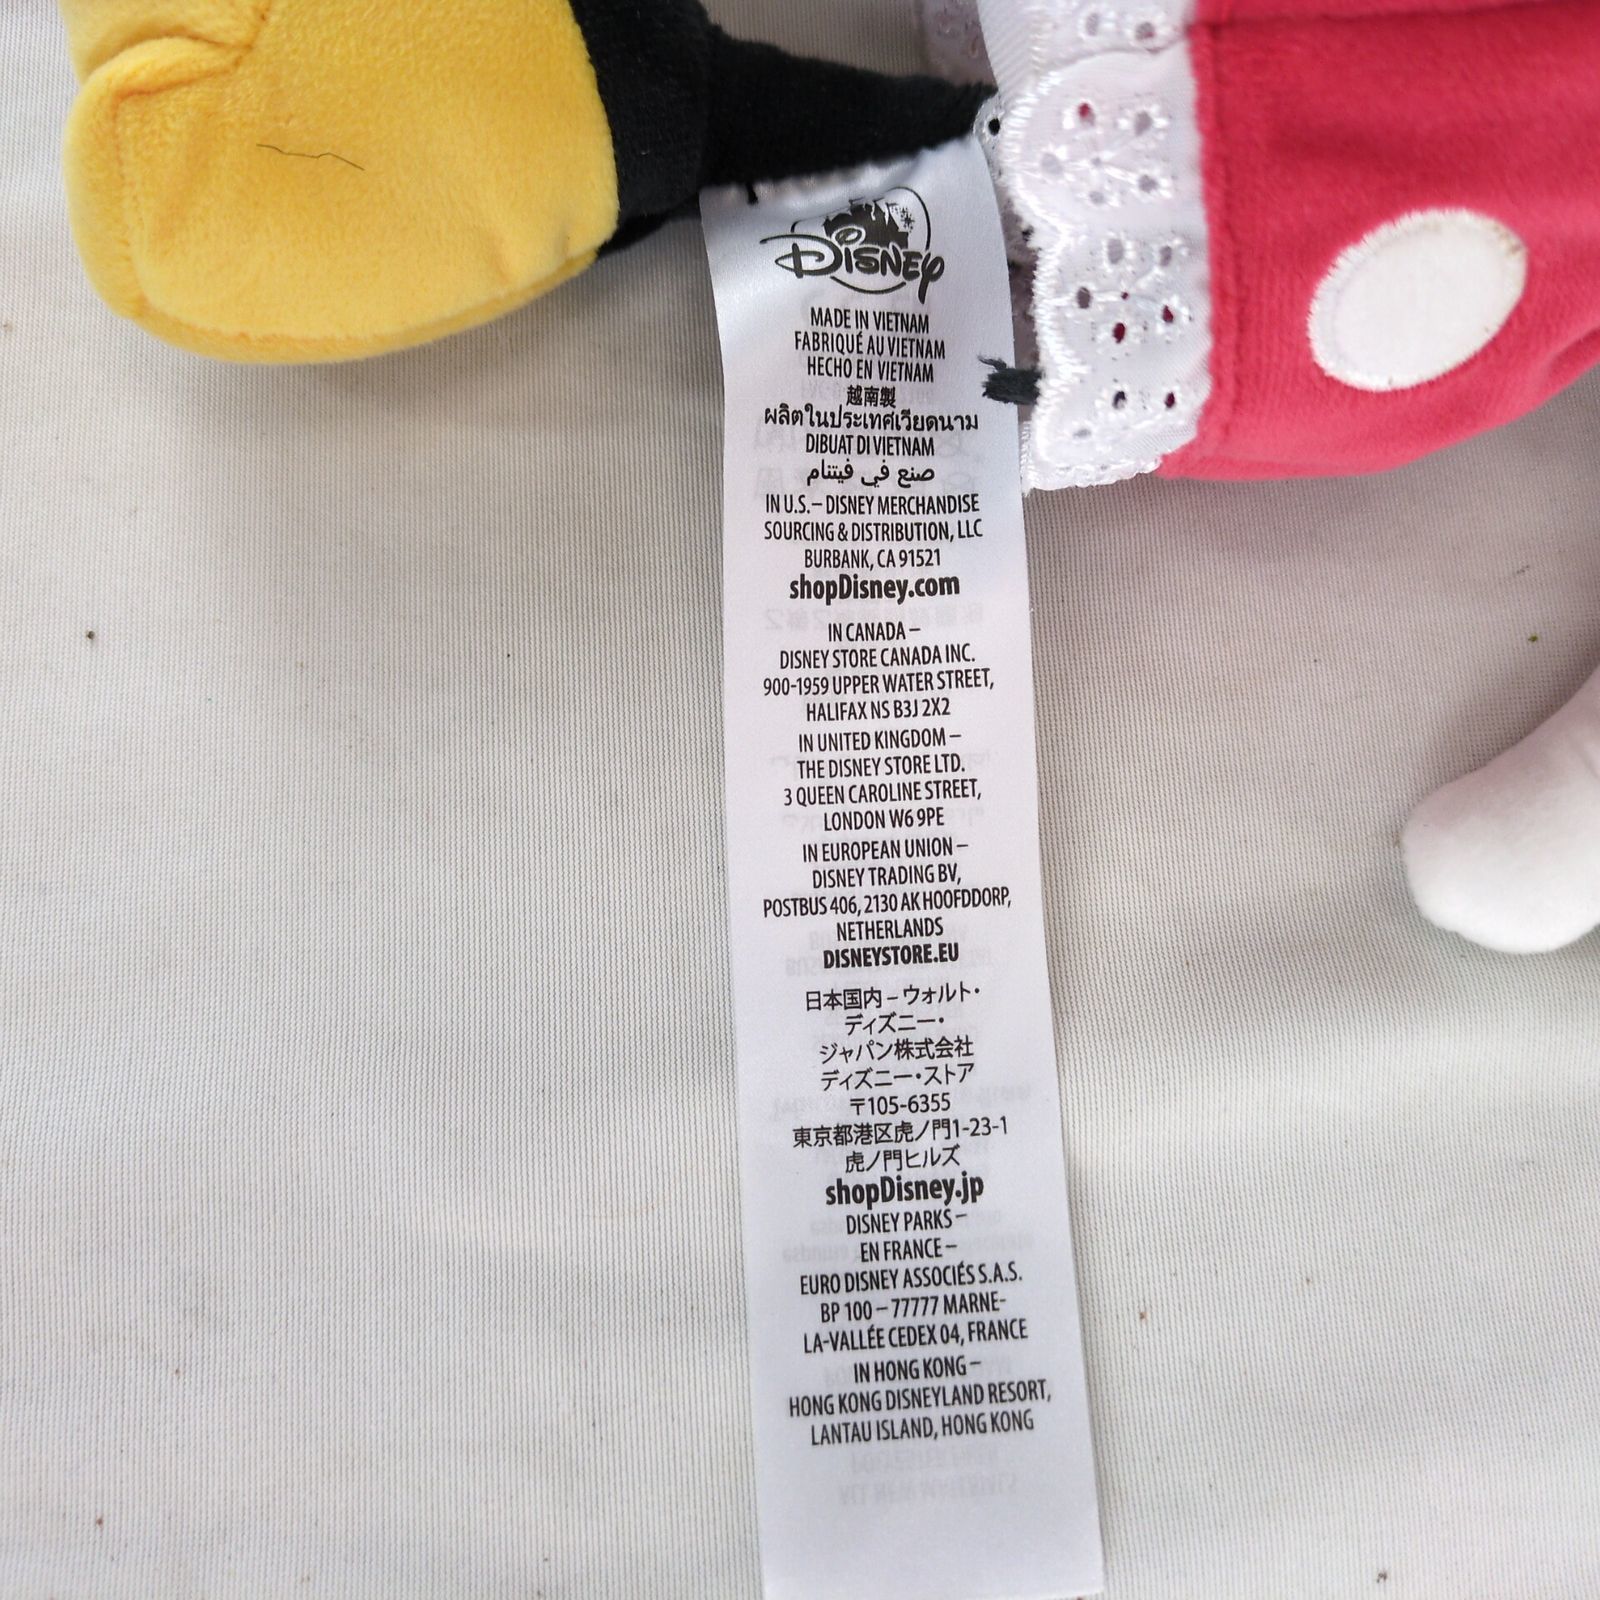 Disney
MADE IN VIETNAM
FABRIQUÉ AU VIETNAM
HECHO EN VIETNAM
越南製
ผลิตในประเทศเวียดนาม
DIBUAT DI VIETNAM
صنع في فيتنام
IN U.S. – DISNEY MERCHANDISE
SOURCING & DISTRIBUTION, LLC
BURBANK, CA 91521
shopDisney.com
IN CANADA –
DISNEY STORE CANADA INC.
900-1959 UPPER WATER STREET,
HALIFAX NS B3J 2X2
IN UNITED KINGDOM –
THE DISNEY STORE LTD.
3 QUEEN CAROLINE STREET,
LONDON W6 9PE
IN EUROPEAN UNION –
DISNEY TRADING BV,
POSTBUS 406, 2130 AK HOOFDDORP,
NETHERLANDS
DISNEYSTORE.EU
日本国内 – ウォルト・
ディズニー・
ジャパン株式会社
ディズニー・ストア
〒105-6355
東京都港区虎ノ門1-23-1
虎ノ門ヒルズ
shopDisney.jp
DISNEY PARKS –
EN FRANCE –
EURO DISNEY ASSOCIÉS S.A.S.
BP 100 – 77777 MARNE-
LA-VALLÉE CEDEX 04, FRANCE
IN HONG KONG –
HONG KONG DISNEYLAND RESORT,
LANTAU ISLAND, HONG KONG